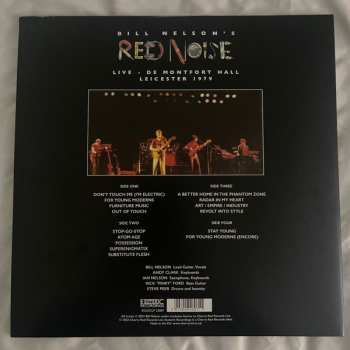 BILL NELSON'S
RED NOISE
LIVE - DE MONTFORT HALL
LEICESTER 1979
SIDE ONE
DON'T TOUCH ME (I'M ELECTRIC)
FOR YOUNG MODERNS
FURNITURE MUSIC
OUT OF TOUCH
SIDE TWO
STOP-GO-STOP
ATOM-AGE
POSSESSION
SUPERENIGMATIX
SUBSTITUTE FLESH
SIDE THREE
A BETTER HOME IN THE PHANTOM ZONE
RADAR IN MY HEART
ART / EMPIRE / INDUSTRY
REVOLT INTO STYLE
SIDE FOUR
STAY YOUNG
FOR YOUNG MODERNE (ENCORE)
BILL NELSON Lead Guitar, Vocals
ANDY CLARK Keyboards
IAN NELSON Saxophone, Keyboards
RICK 'PINKY' FORD Bass Guitar
STEVE PEER Drums and Insanity